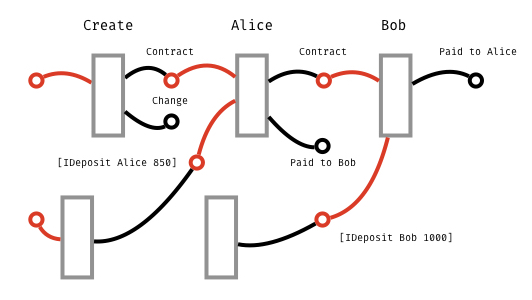 Create Alice Bob
Contract Contract Paid to Alice
Change
[IDeposit Alice 850] Paid to Bob
[IDeposit Bob 1000]